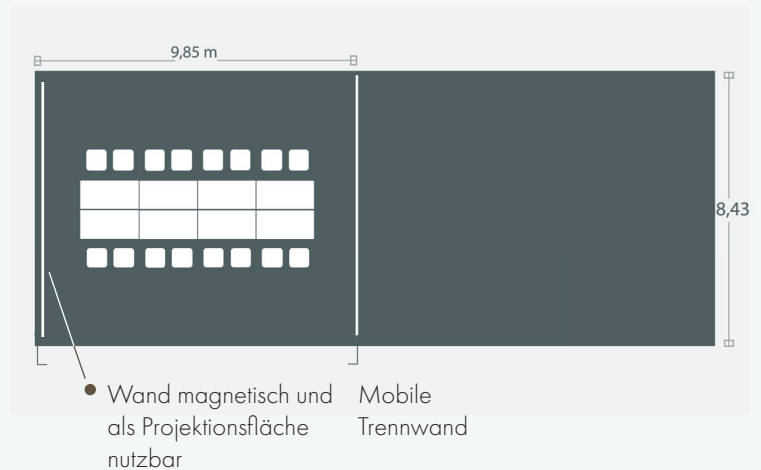 9,85 m
8,43
Wand magnetisch und
als Projektionsfläche
nutzbar
Mobile
Trennwand